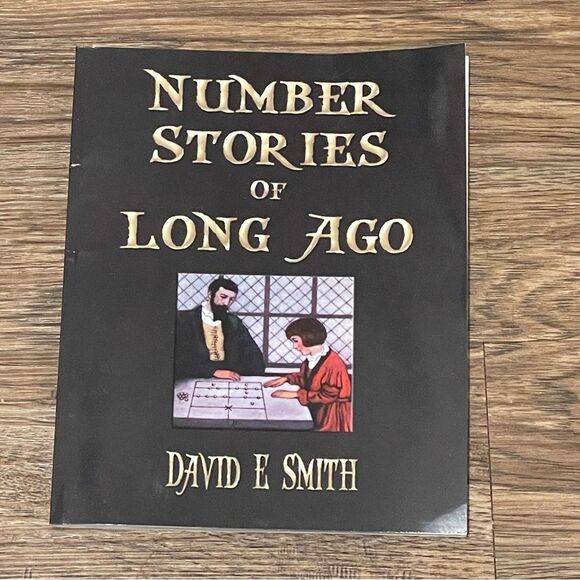 NUMBER
STORIES
OF
LONG AGO
DAVID E SMITH